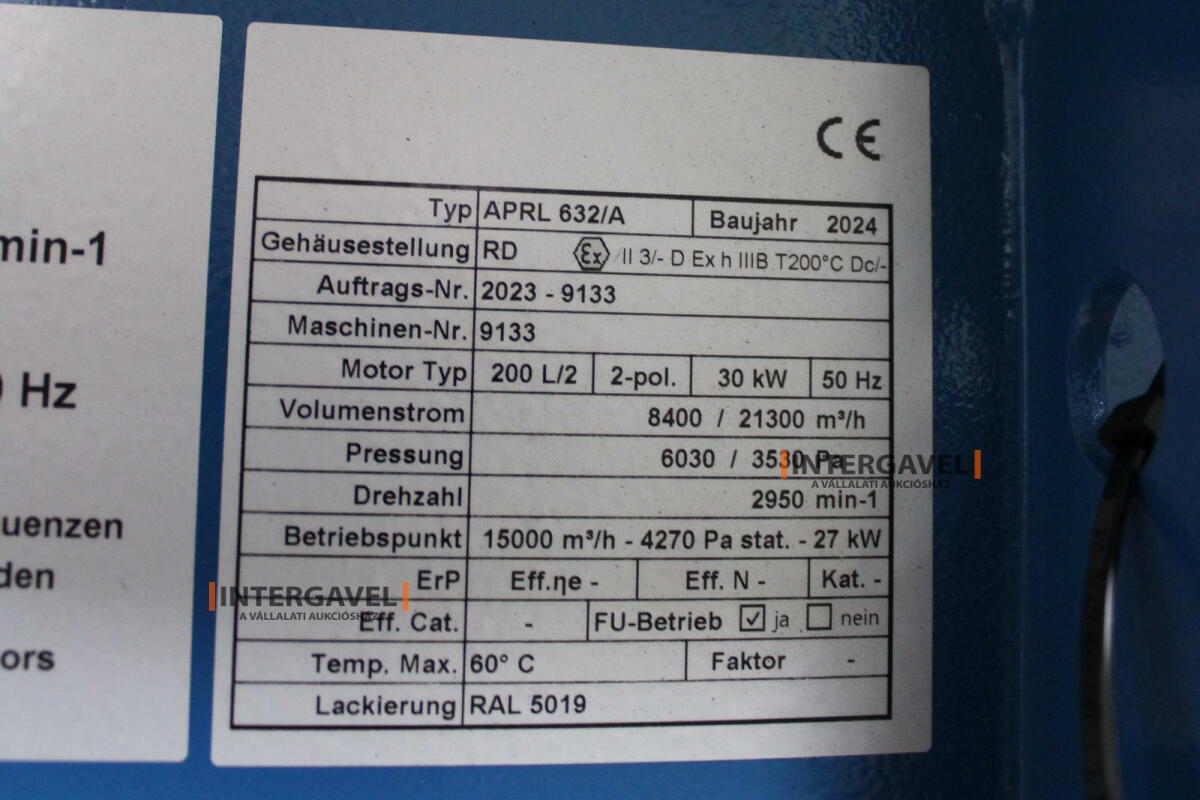 min-1
Hz
uenzen
den
ors
CE
Typ APRL 632/A Baujahr 2024
Gehäusestellung RD Ex /II 3/- D Ex h IIIB T200°C Dc/-
Auftrags-Nr. 2023 - 9133
Maschinen-Nr. 9133
Motor Typ 200 L/2 2-pol. 30 kW 50 Hz
Volumenstrom 8400 / 21300 m³/h
Pressung 6030 / 3530 Pa
INTERGAVEL
A VÁLLALATI AUKCIÓSHÁZ
Drehzahl 2950 min-1
Betriebspunkt 15000 m³/h - 4270 Pa stat. - 27 kW
ErP Eff.ηe - Eff. N - Kat. -
INTERGAVEL
A VÁLLALATI AUKCIÓSHÁZ
Eff. Cat. - FU-Betrieb ☑ ja ☐ nein
Temp. Max. 60° C Faktor -
Lackierung RAL 5019